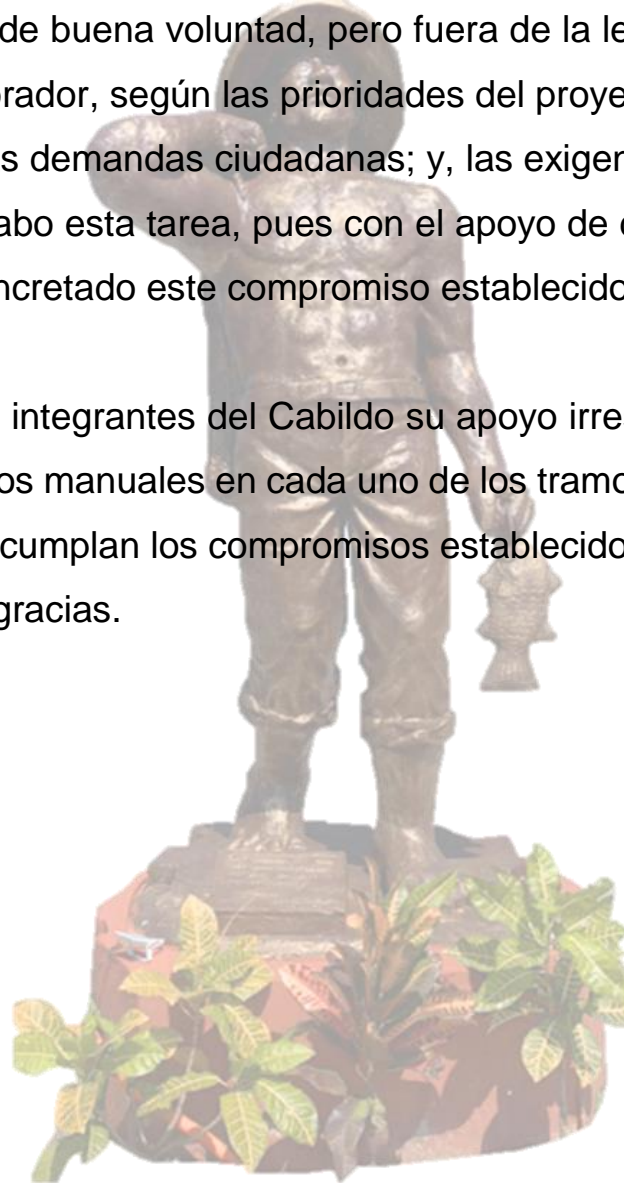 de buena voluntad, pero fuera de la le
orador, según las prioridades del proye
s demandas ciudadanas; y, las exigen
abo esta tarea, pues con el apoyo de
ncretado este compromiso establecido
integrantes del Cabildo su apoyo irre
os manuales en cada uno de los tramo
cumplan los compromisos establecido
gracias.